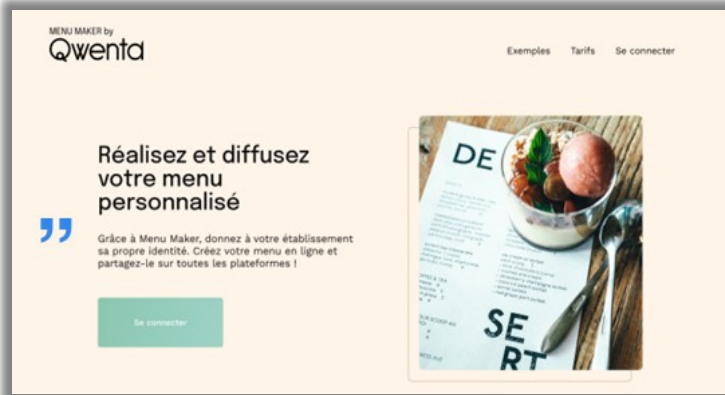 MENU MAKER by
Qwenta
Exemples Tarifs Se connecter
Réalisez et diffusez
votre menu
personnalisé
”
Grâce à Menu Maker, donnez à votre établissement
sa propre identité. Créez votre menu en ligne et
partagez-le sur toutes les plateformes !
Se connecter
DE
SE
RT